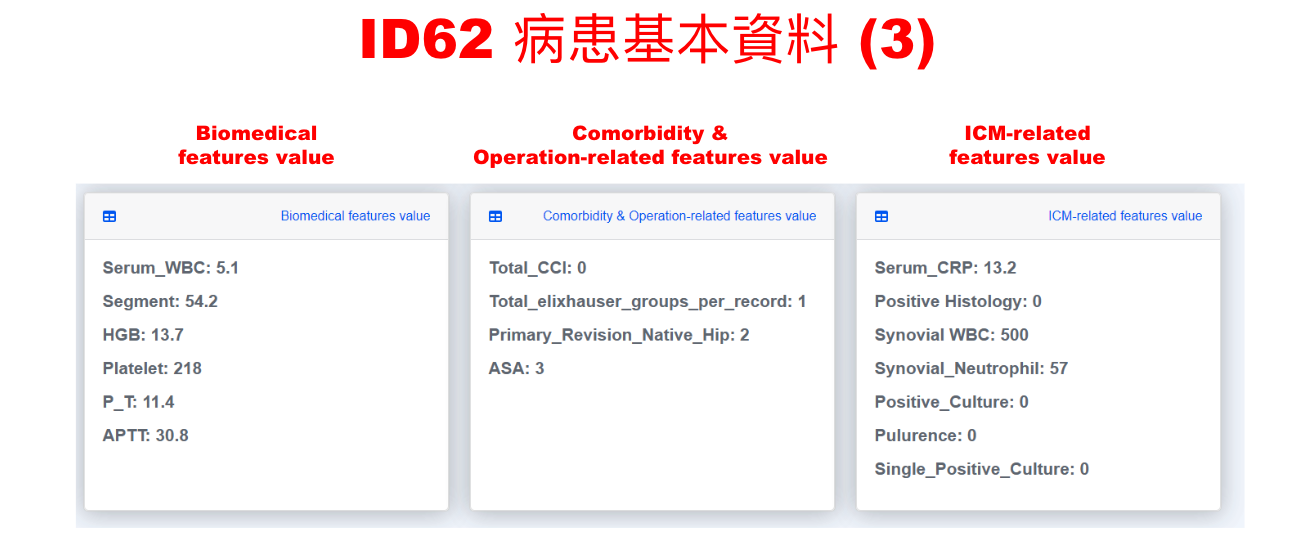 ID62 病患基本資料 (3)
Biomedical
features value
Comorbidity &
Operation-related features value
ICM-related
features value
Biomedical features value
Serum_WBC: 5.1
Segment: 54.2
HGB: 13.7
Platelet: 218
P_T: 11.4
APTT: 30.8
Comorbidity & Operation-related features value
Total_CCI: 0
Total_elixhauser_groups_per_record: 1
Primary_Revision_Native_Hip: 2
ASA: 3
ICM-related features value
Serum_CRP: 13.2
Positive Histology: 0
Synovial WBC: 500
Synovial_Neutrophil: 57
Positive_Culture: 0
Pulurence: 0
Single_Positive_Culture: 0